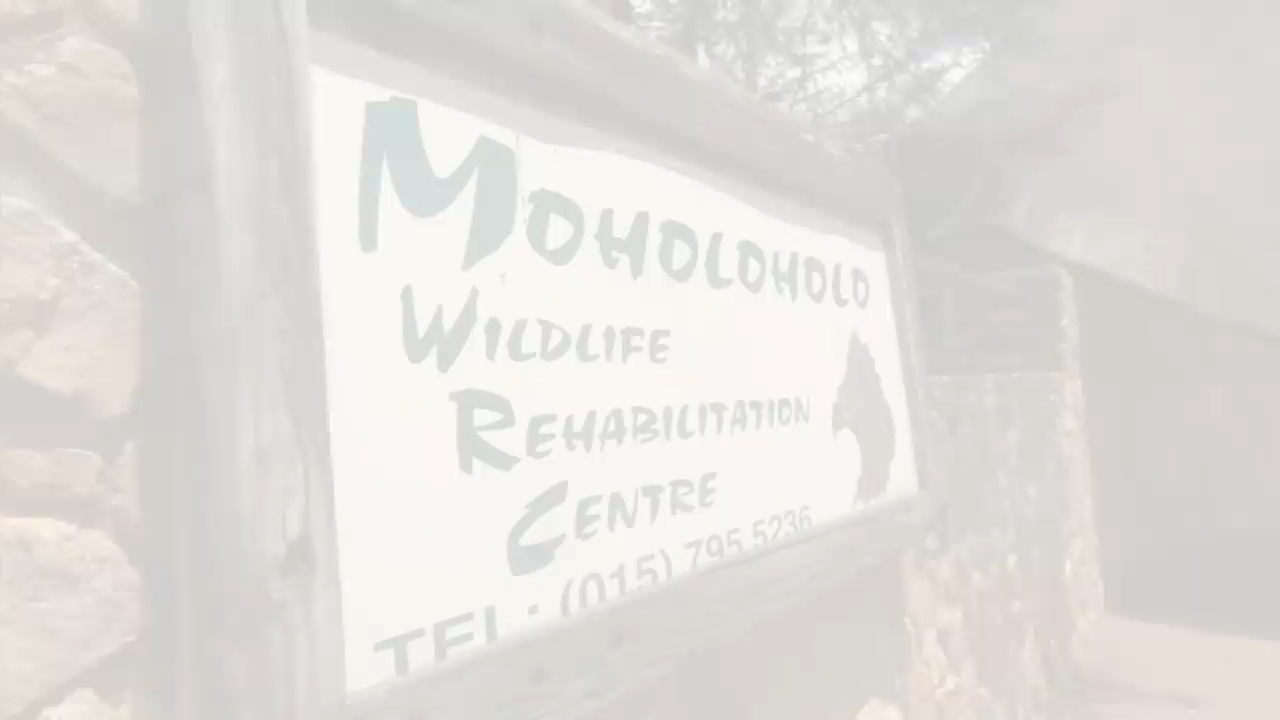 MOHOLOHOLO
WILDLIFE
REHABILITATION
CENTRE
TEL: (015) 795 5236